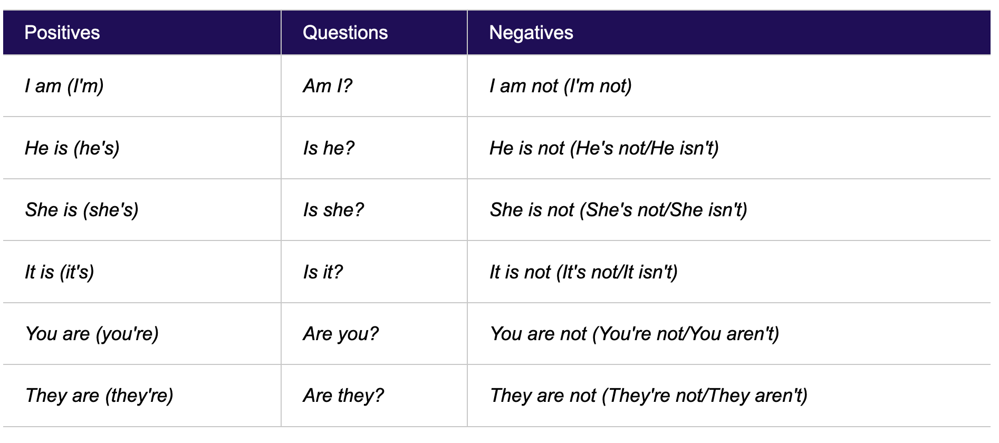 Positives Questions Negatives
I am (I'm) Am I? I am not (I'm not)
He is (he's) Is he? He is not (He's not/He isn't)
She is (she's) Is she? She is not (She's not/She isn't)
It is (it's) Is it? It is not (It's not/It isn't)
You are (you're) Are you? You are not (You're not/You aren't)
They are (they're) Are they? They are not (They're not/They aren't)